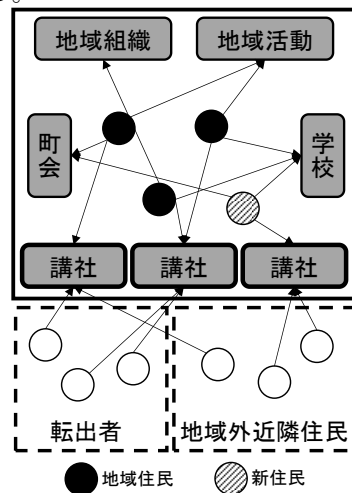 。
地域組織 地域活動
町会 学校
講社 講社 講社
転出者 地域外近隣住民
地域住民 新住民